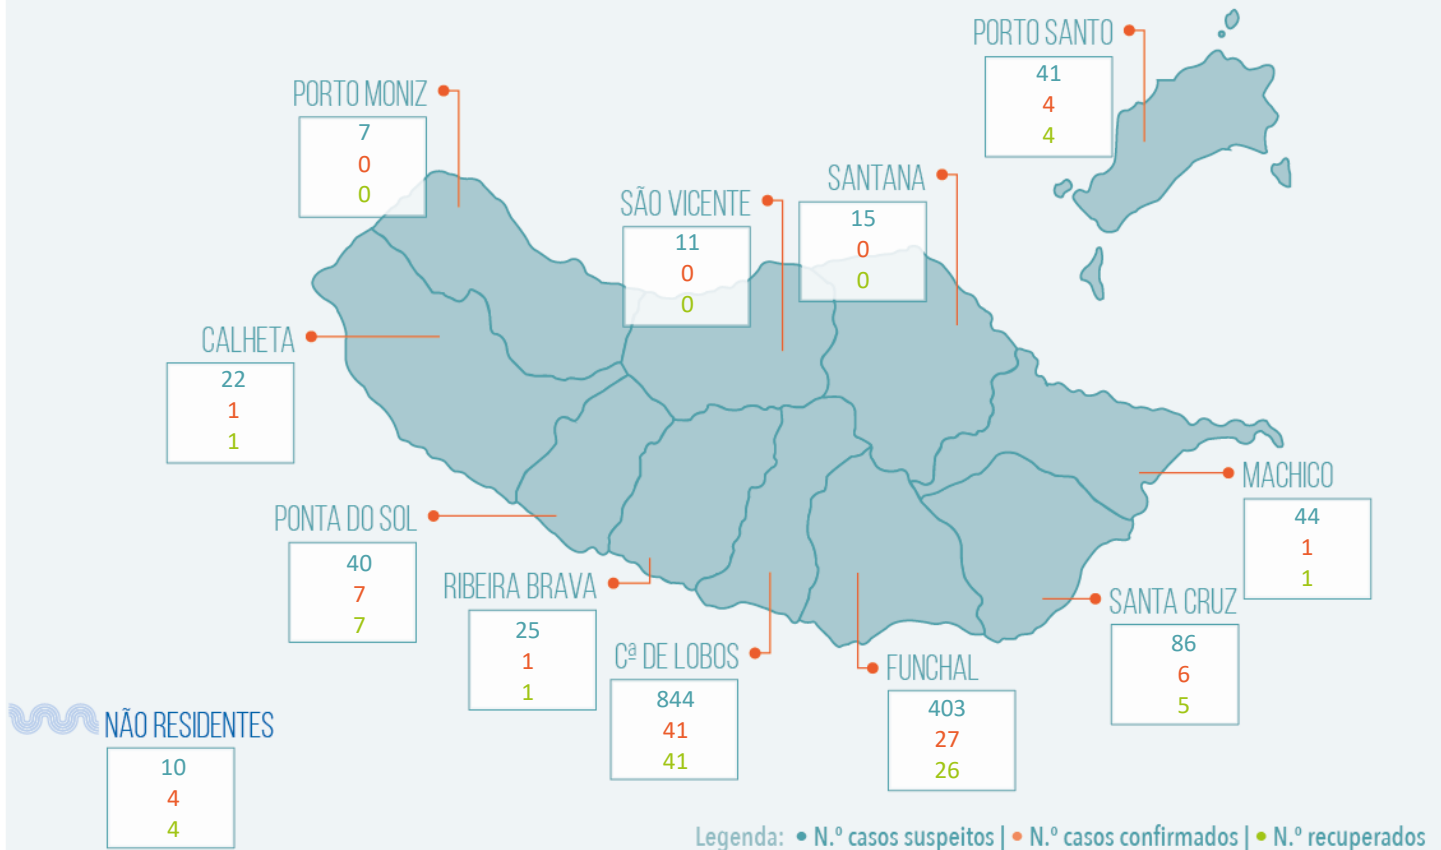 PORTO SANTO
41
4
4
PORTO MONIZ
7
0
0
SANTANA
15
0
0
SÃO VICENTE
11
0
0
CALHETA
22
1
1
MACHICO
44
1
1
PONTA DO SOL
40
7
7
RIBEIRA BRAVA
25
1
1
SANTA CRUZ
86
6
5
Cª DE LOBOS
844
41
41
FUNCHAL
403
27
26
NÃO RESIDENTES
10
4
4
Legenda: • N.º casos suspeitos | • N.º casos confirmados | • N.º recuperados